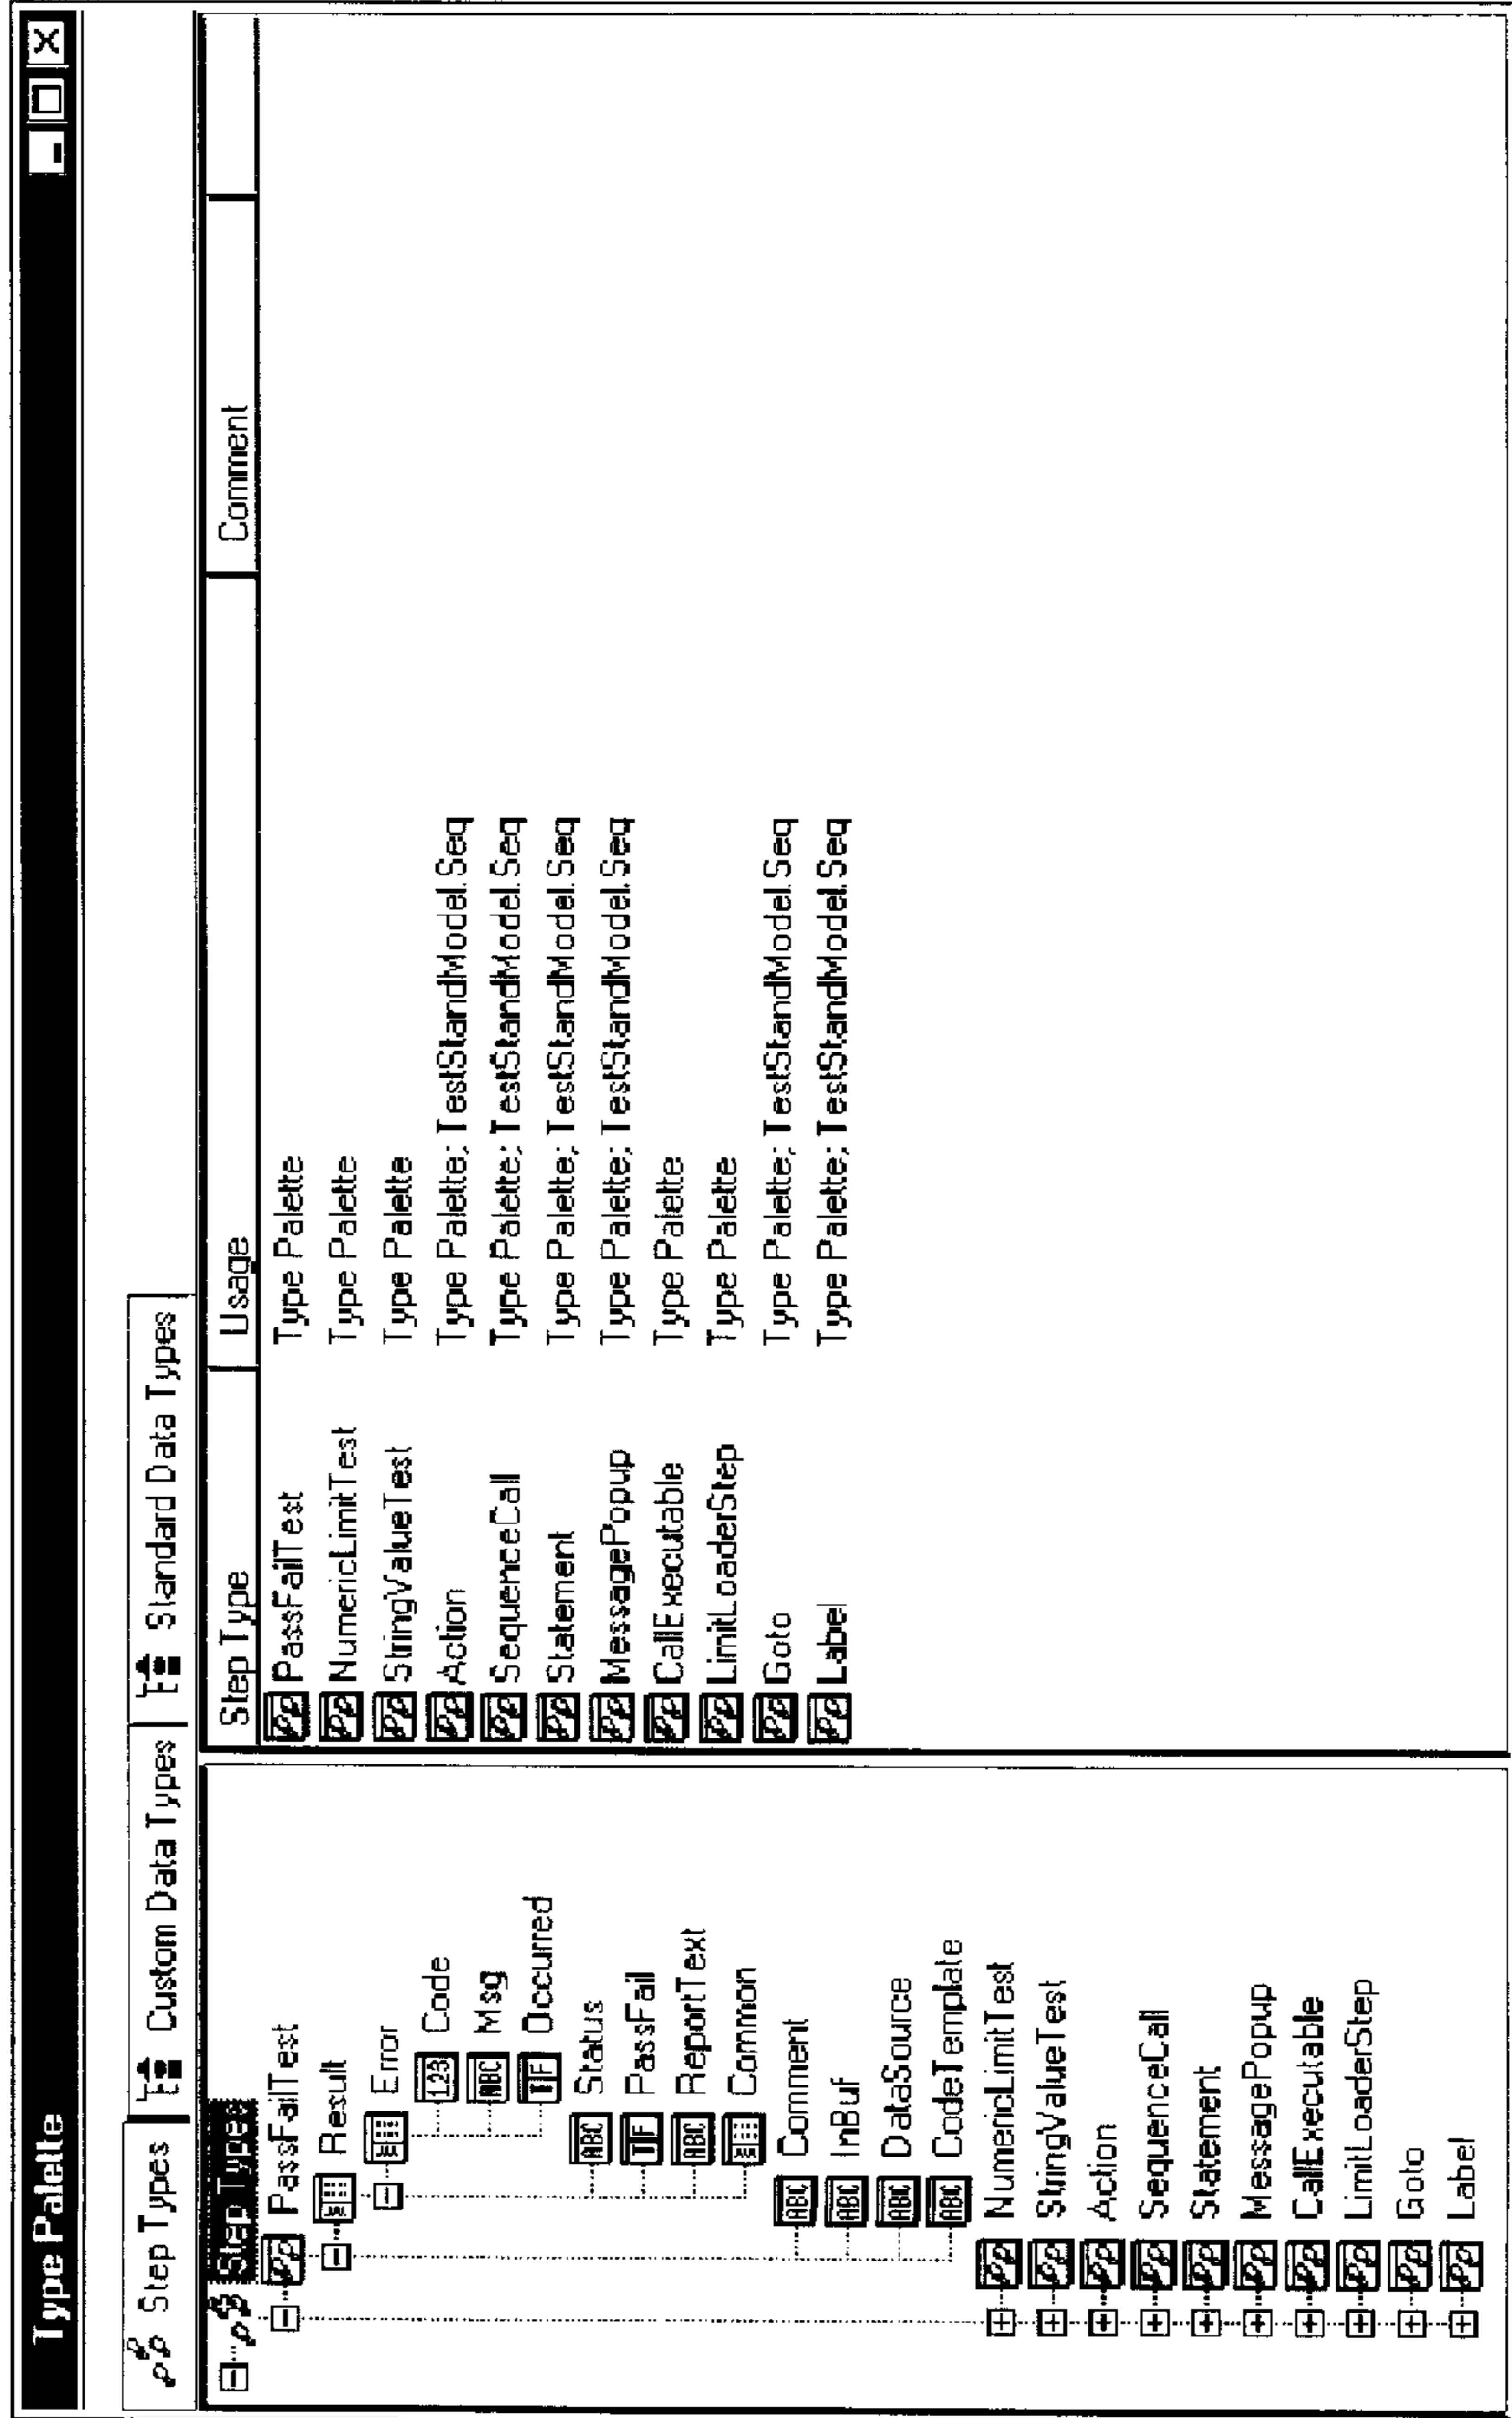 Type Palette
Step Types Custom Data Types Standard Data Types
Step Types
PassFailTest
Result
Error
Code
Msg
Occurred
Status
PassFail
ReportText
Common
Comment
InBuf
DataSource
CodeTemplate
NumericLimitTest
StringValueTest
Action
SequenceCall
Statement
MessagePopup
CallExecutable
LimitLoaderStep
Goto
Label
Step Type Usage Comment
PassFailTest Type Palette
NumericLimitTest Type Palette
StringValueTest Type Palette
Action Type Palette; TestStandModel.Seq
SequenceCall Type Palette; TestStandModel.Seq
Statement Type Palette; TestStandModel.Seq
MessagePopup Type Palette; TestStandModel.Seq
CallExecutable Type Palette
LimitLoaderStep Type Palette
Goto Type Palette; TestStandModel.Seq
Label Type Palette; TestStandModel.Seq